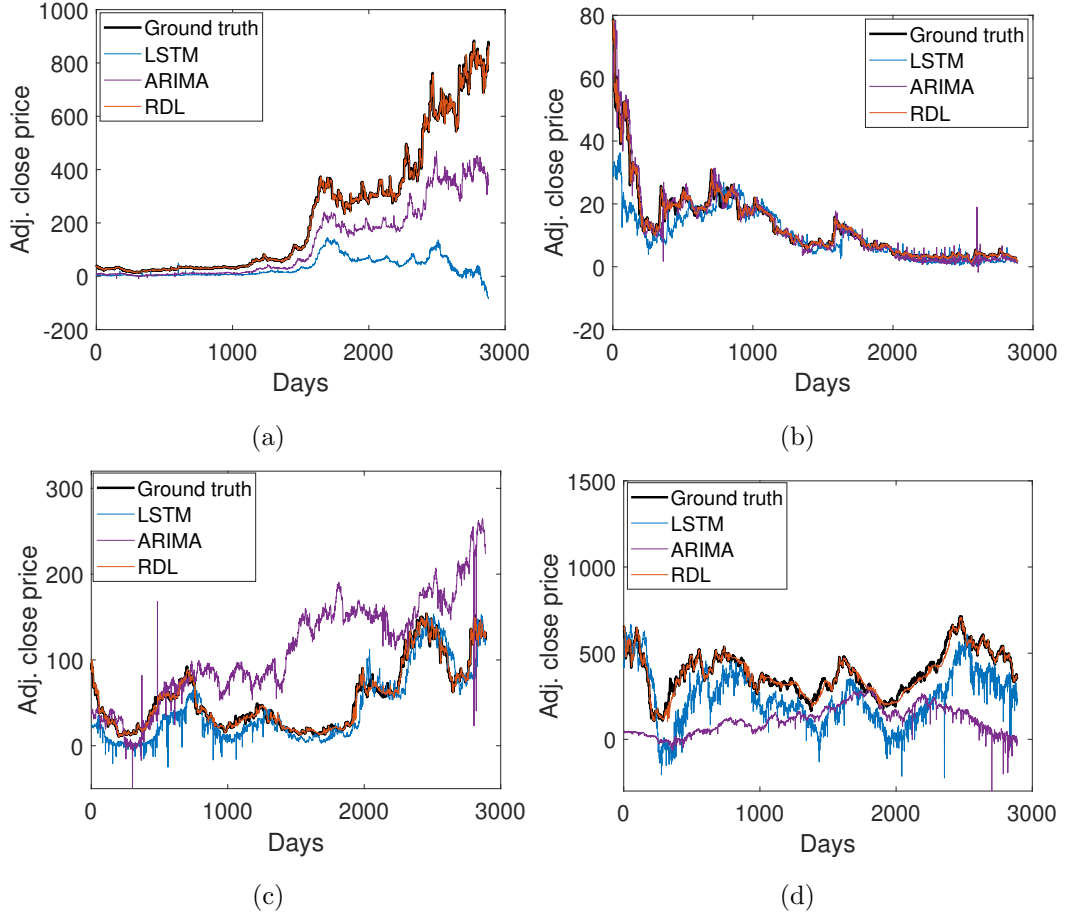 1000
800
600
400
200
0
-200
Adj. close price
Ground truth
LSTM
ARIMA
RDL
0 1000 2000 3000
Days
(a)
80
60
40
20
0
-20
Adj. close price
Ground truth
LSTM
ARIMA
RDL
0 1000 2000 3000
Days
(b)
300
200
100
0
Adj. close price
Ground truth
LSTM
ARIMA
RDL
0 1000 2000 3000
Days
(c)
1500
1000
500
0
Adj. close price
Ground truth
LSTM
ARIMA
RDL
0 1000 2000 3000
Days
(d)